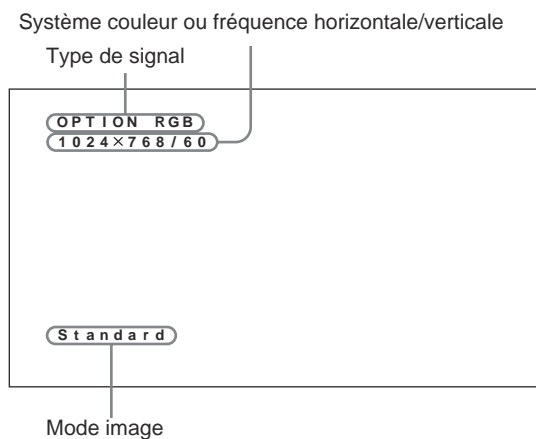 Système couleur ou fréquence horizontale/verticale
Type de signal
OPTION RGB
1024×768/60
Standard
Mode image